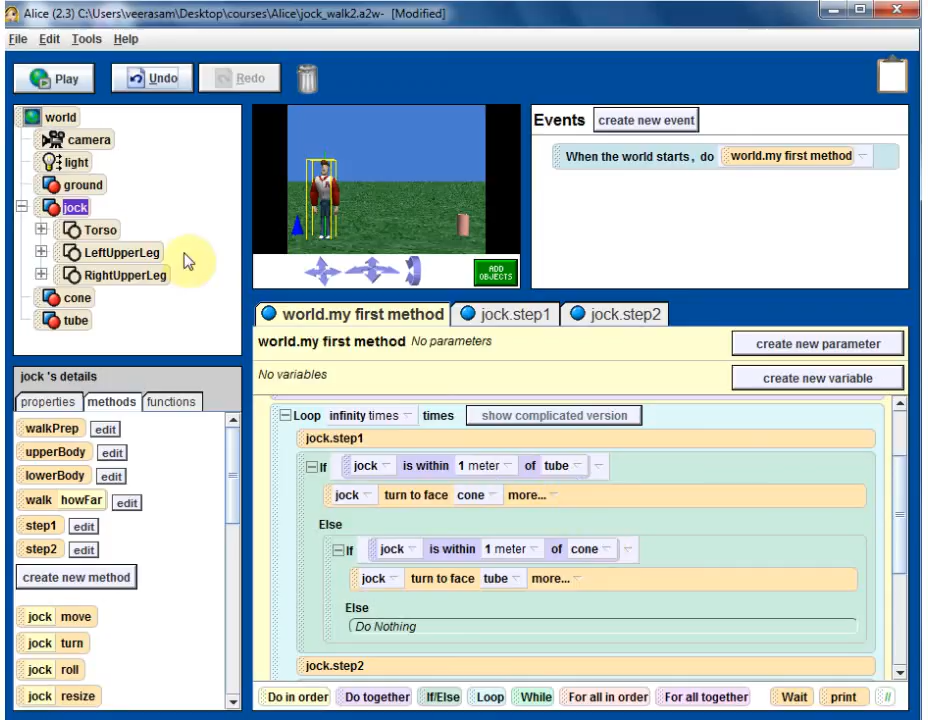 Alice (2.3) C:\Users\veerasam\Desktop\courses\Alice\jock_walk2.a2w- [Modified]
File Edit Tools Help
Play Undo Redo
world
camera
light
ground
jock
Torso
LeftUpperLeg
RightUpperLeg
cone
tube
ADD
OBJECTS
Events create new event
When the world starts, do world.my first method
jock 's details
properties methods functions
walkPrep edit
upperBody edit
lowerBody edit
walk howFar edit
step1 edit
step2 edit
create new method
jock move
jock turn
jock roll
jock resize
world.my first method jock.step1 jock.step2
world.my first method No parameters create new parameter
No variables create new variable
Loop infinity times times show complicated version
jock.step1
If jock is within 1 meter of tube
jock turn to face cone more...
Else
If jock is within 1 meter of cone
jock turn to face tube more...
Else
Do Nothing
jock.step2
Do in order Do together If/Else Loop While For all in order For all together Wait print //